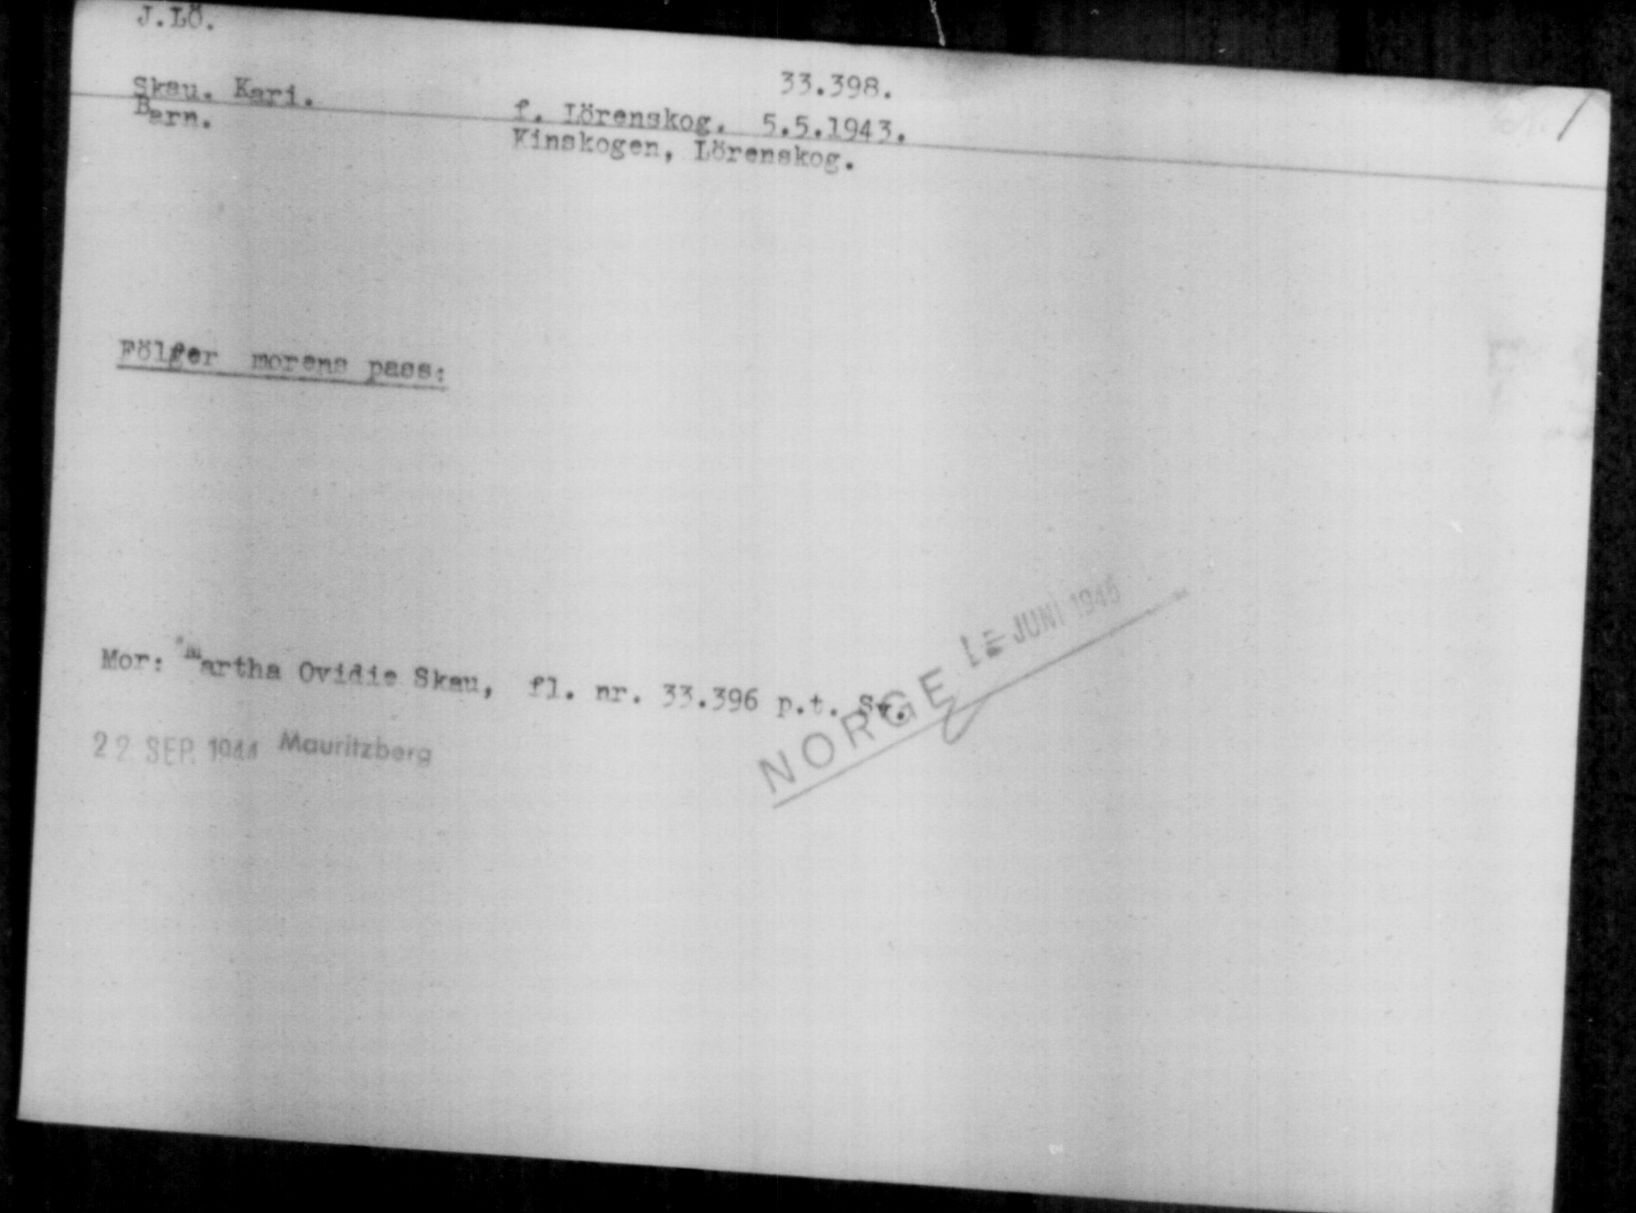 J.LÖ.
33.398.
Skau. Kari. f. Lörenskog. 5.5.1943.
Barn. Kinskogen, Lörenskog.
Fölger morens pass:
Mor: Martha Ovidie Skau, fl. nr. 33.396 p.t. Sv.
22 SEP. 1944 Mauritzberg
NORGE JUNI 1945